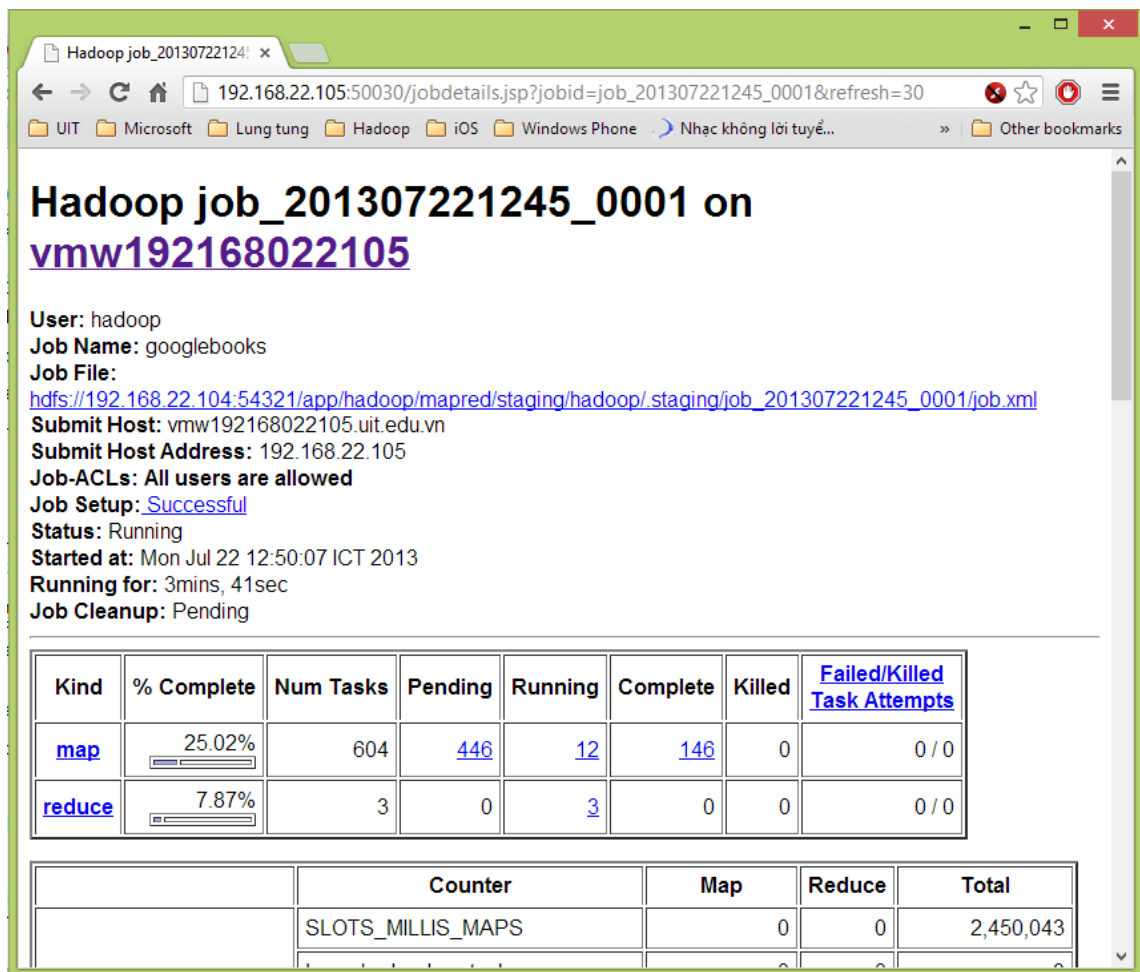 Hadoop job_20130722124
192.168.22.105:50030/jobdetails.jsp?jobid=job_201307221245_0001&refresh=30
UIT Microsoft Lung tung Hadoop iOS Windows Phone Nhạc không lời tuyể... » Other bookmarks
Hadoop job_201307221245_0001 on
vmw192168022105
User: hadoop
Job Name: googlebooks
Job File:
hdfs://192.168.22.104:54321/app/hadoop/mapred/staging/hadoop/.staging/job_201307221245_0001/job.xml
Submit Host: vmw192168022105.uit.edu.vn
Submit Host Address: 192.168.22.105
Job-ACLs: All users are allowed
Job Setup: Successful
Status: Running
Started at: Mon Jul 22 12:50:07 ICT 2013
Running for: 3mins, 41sec
Job Cleanup: Pending
Kind % Complete Num Tasks Pending Running Complete Killed Failed/Killed Task Attempts
map 25.02% 604 446 12 146 0 0 / 0
reduce 7.87% 3 0 3 0 0 0 / 0
Counter Map Reduce Total
SLOTS_MILLIS_MAPS 0 0 2,450,043